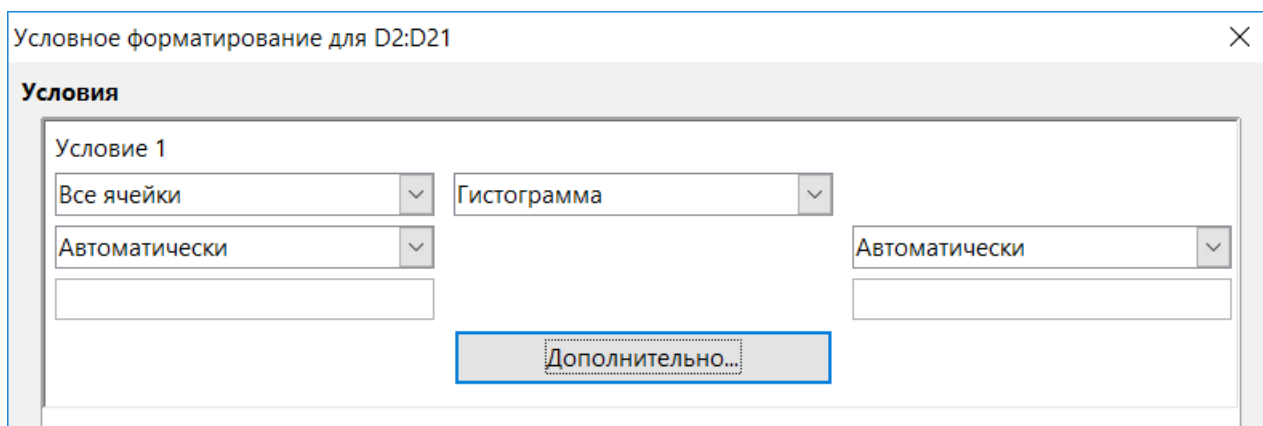 Условное форматирование для D2:D21
Условия
Условие 1
Все ячейки Гистограмма
Автоматически Автоматически
Дополнительно...